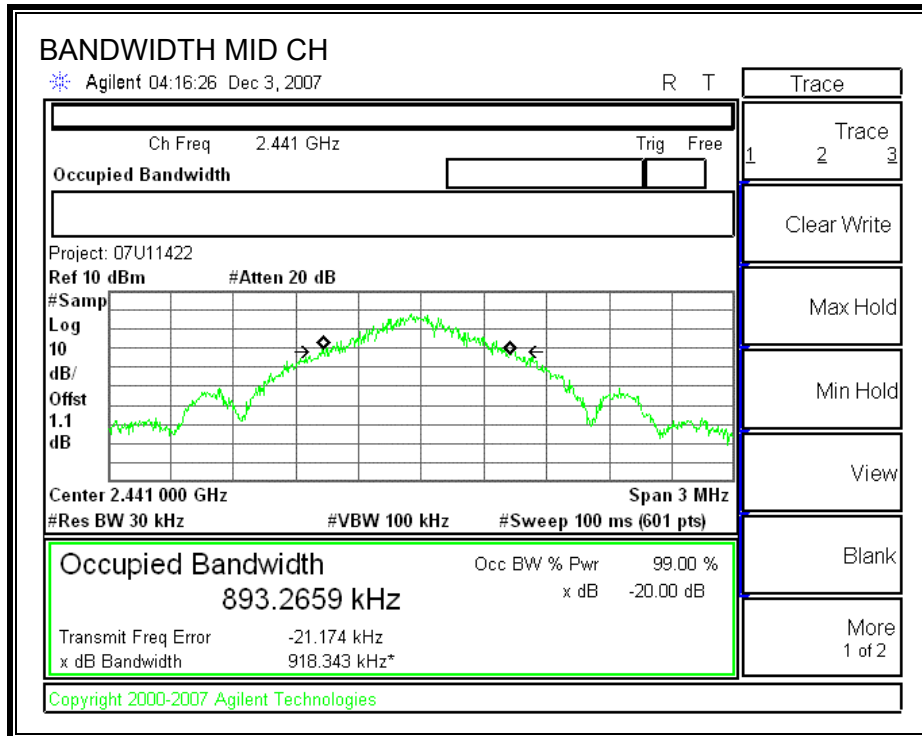 BANDWIDTH MID CH
Agilent 04:16:26 Dec 3, 2007 R T
Ch Freq 2.441 GHz Trig Free
Occupied Bandwidth
Project: 07U11422
Ref 10 dBm #Atten 20 dB
#Samp
Log
10
dB/
Offst
1.1
dB
Center 2.441 000 GHz Span 3 MHz
#Res BW 30 kHz #VBW 100 kHz #Sweep 100 ms (601 pts)
Occupied Bandwidth Occ BW % Pwr 99.00 %
893.2659 kHz x dB -20.00 dB
Transmit Freq Error -21.174 kHz
x dB Bandwidth 918.343 kHz*
Copyright 2000-2007 Agilent Technologies
Trace
Trace
1 2 3
Clear Write
Max Hold
Min Hold
View
Blank
More
1 of 2